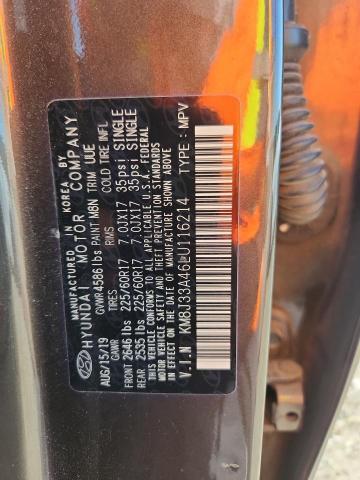 MANUFACTURED IN KOREA BY
HYUNDAI MOTOR COMPANY
AUG/15/19 GVWR 4586 lbs PAINT M8N TRIM UUE
GAWR TIRES RIMS COLD TIRE INFL.
FRONT 2646 lbs 225/60R17 7.0JX17 35psi SINGLE
REAR 2535 lbs 225/60R17 7.0JX17 35psi SINGLE
THIS VEHICLE CONFORMS TO ALL APPLICABLE U.S.A. FEDERAL
MOTOR VEHICLE SAFETY, BUMPER, AND THEFT PREVENTION
STANDARDS IN EFFECT ON THE DATE OF MANUFACTURE
SHOWN ABOVE.
V.I.N KM8J33A46LU116214 TYPE : MPV